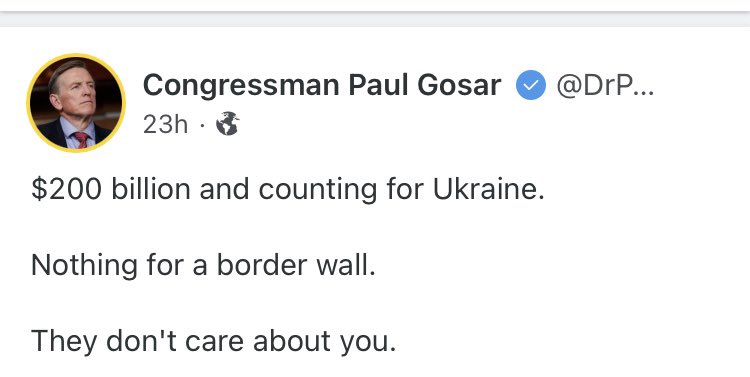 Congressman Paul Gosar @DrP...
23h ·
$200 billion and counting for Ukraine.
Nothing for a border wall.
They don't care about you.